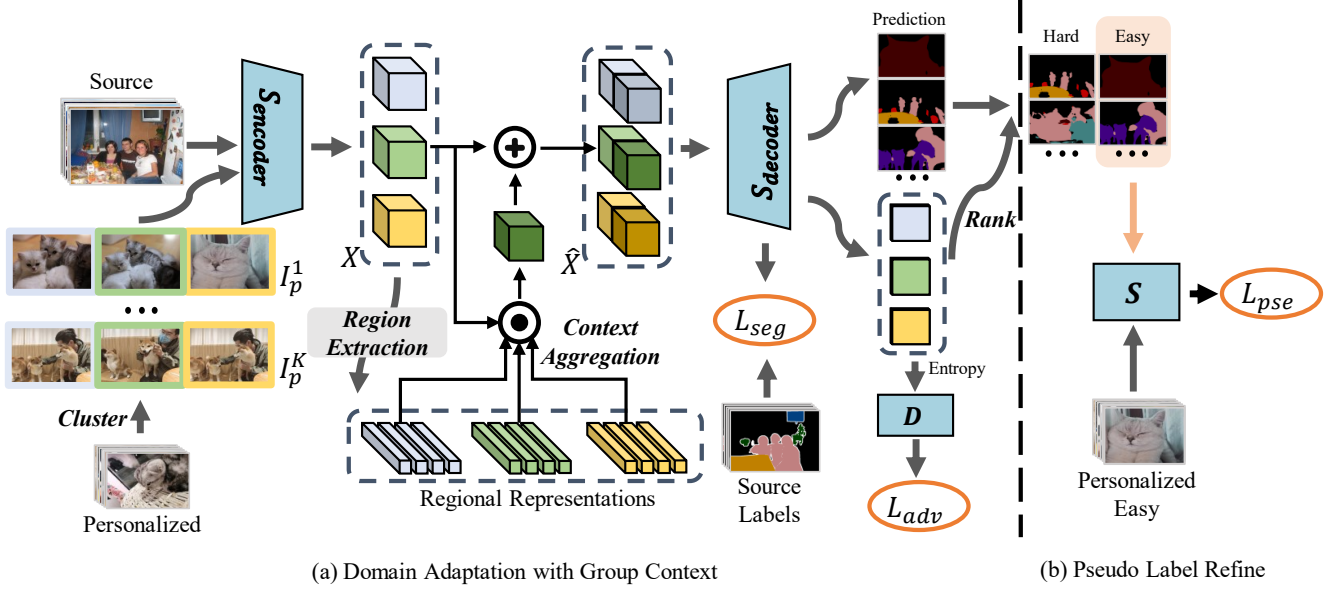 Source
S_encoder
I_p^1
•••
I_p^K
Cluster
Personalized
X
Region
Extraction
X̂
Context
Aggregation
Regional Representations
S_decoder
L_seg
Source
Labels
Prediction
•••
Rank
Entropy
D
L_adv
(a) Domain Adaptation with Group Context
Hard
Easy
•••
•••
S
L_pse
Personalized
Easy
(b) Pseudo Label Refine